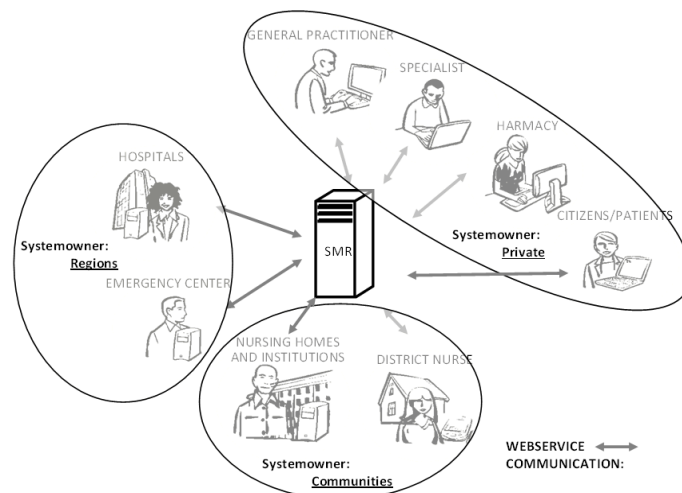 GENERAL PRACTITIONER
SPECIALIST
HARMACY
CITIZENS/PATIENTS
Systemowner:
Private
HOSPITALS
Systemowner:
Regions
EMERGENCY CENTER
SMR
NURSING HOMES
AND INSTITUTIONS
DISTRICT NURSE
Systemowner:
Communities
WEBSERVICE
COMMUNICATION: